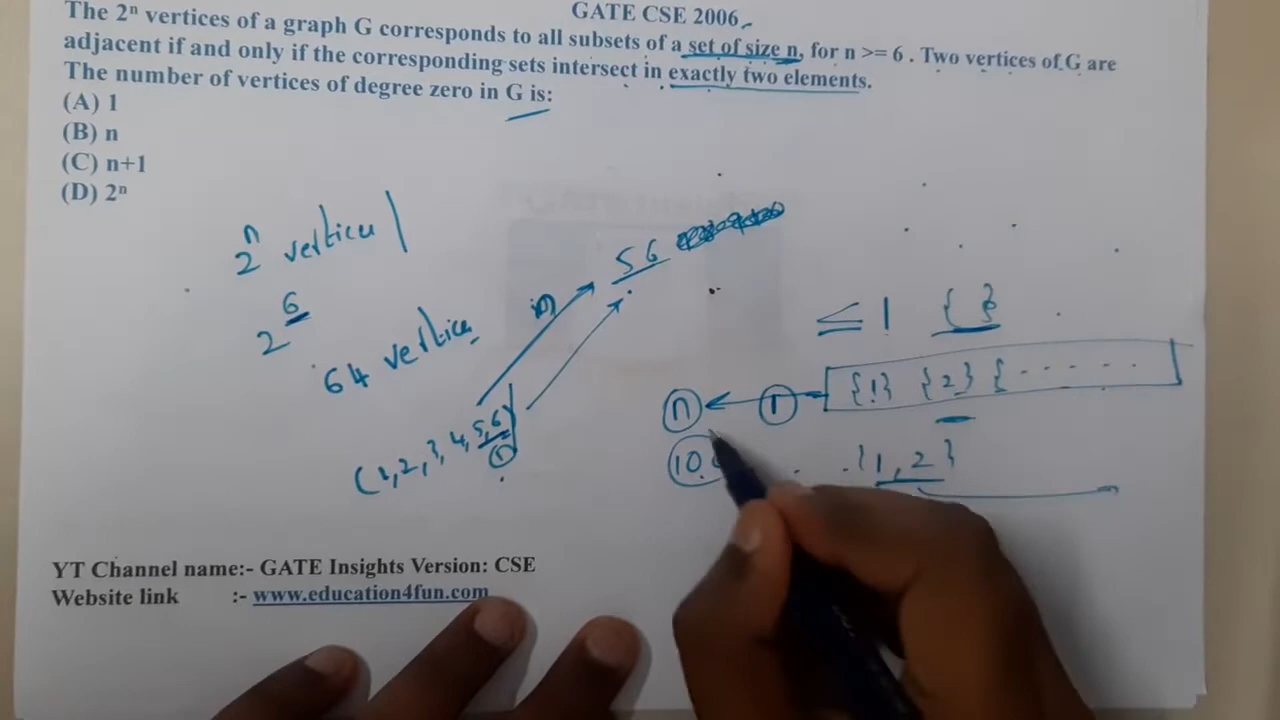 GATE CSE 2006
The 2ⁿ vertices of a graph G corresponds to all subsets of a set of size n, for n >= 6 . Two vertices of G are
adjacent if and only if the corresponding sets intersect in exactly two elements.
The number of vertices of degree zero in G is:
(A) 1
(B) n
(C) n+1
(D) 2ⁿ
2ⁿ vertices
2⁶
64 vertice
56
(1,2,3,4,5,6)
≤1 { }
n ← 1 {1} {2} { .....
10 {1,2}
YT Channel name:- GATE Insights Version: CSE
Website link :- www.education4fun.com